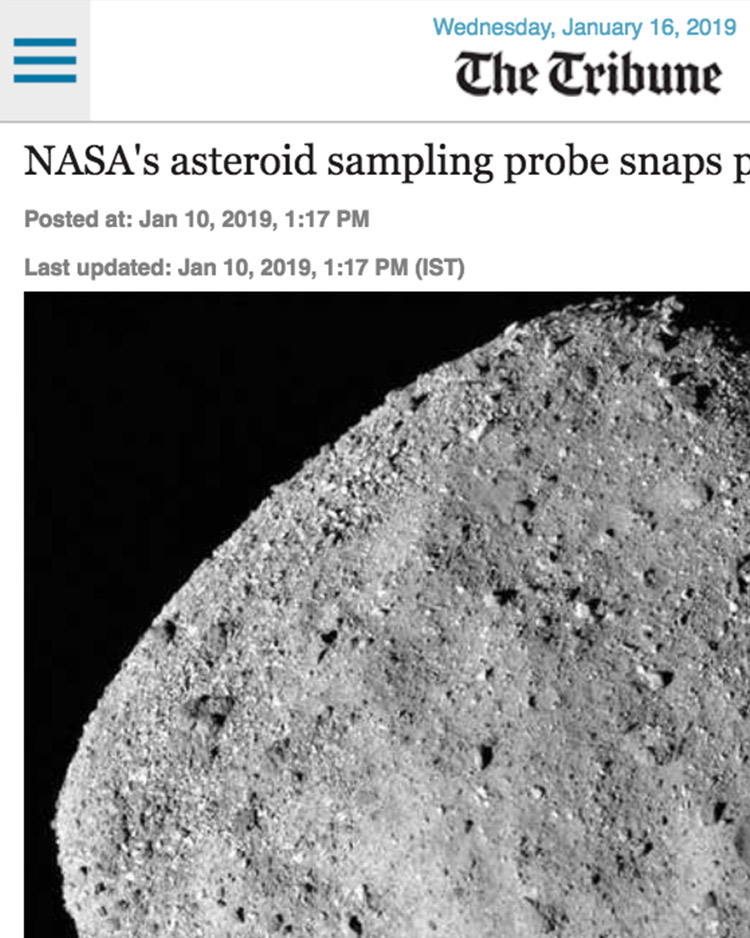 Wednesday, January 16, 2019
The Tribune
NASA's asteroid sampling probe snaps p
Posted at: Jan 10, 2019, 1:17 PM
Last updated: Jan 10, 2019, 1:17 PM (IST)